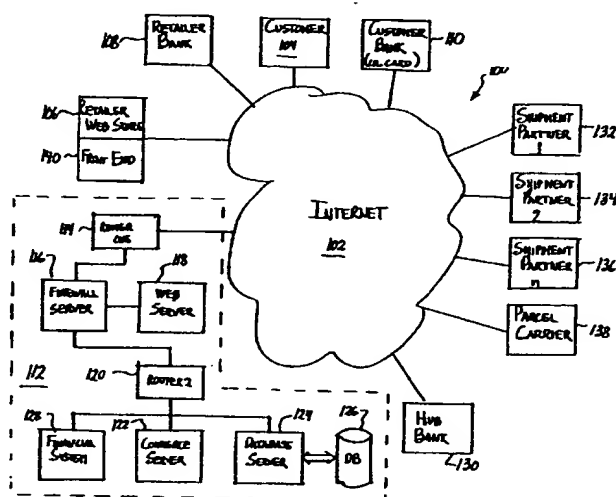 108
RETAILER
BANK
CUSTOMER
104
CUSTOMER
BANK
(CR. CARD)
110
100
106
RETAILER
WEB STORE
140
FRONT END
SHIPMENT
PARTNER
1
132
SHIPMENT
PARTNER
2
134
SHIPMENT
PARTNER
n
136
PARCEL
CARRIER
138
INTERNET
102
114
ROUTER
ONE
116
FIREWALL
SERVER
118
WEB
SERVER
112
120
ROUTER 2
128
FINANCIAL
SYSTEM
122
COMMERCE
SERVER
124
DATABASE
SERVER
126
DB
HUB
BANK
130